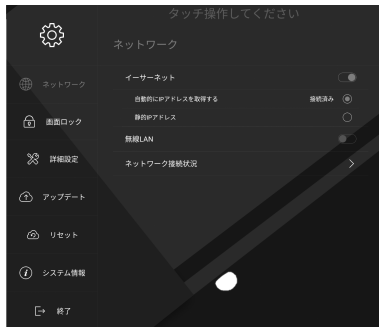 タッチ操作してください
ネットワーク
ネットワーク
画面ロック
詳細設定
アップデート
リセット
システム情報
終了
イーサーネット
自動的にIPアドレスを取得する 接続済み
静的IPアドレス
無線LAN
ネットワーク接続状況